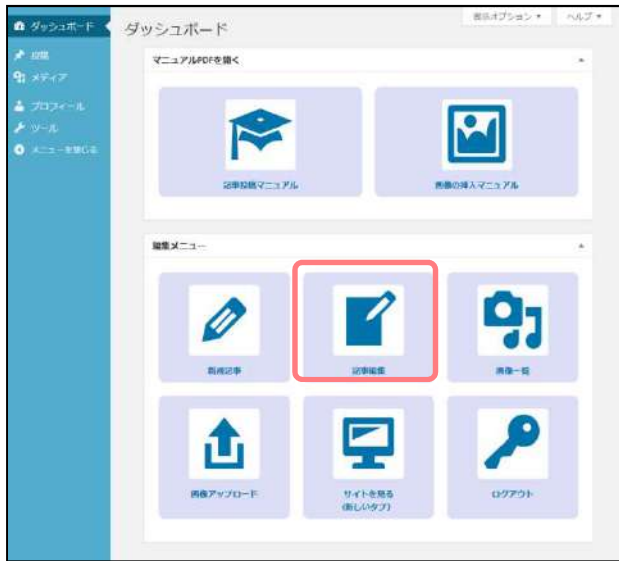 ダッシュボード
投稿
メディア
プロフィール
ツール
メニューを閉じる
ダッシュボード
表示オプション
ヘルプ
マニュアルPDFを開く
記事投稿マニュアル
画像の挿入マニュアル
編集メニュー
新規記事
記事編集
画像一覧
画像アップロード
サイトを見る
(新しいタブ)
ログアウト